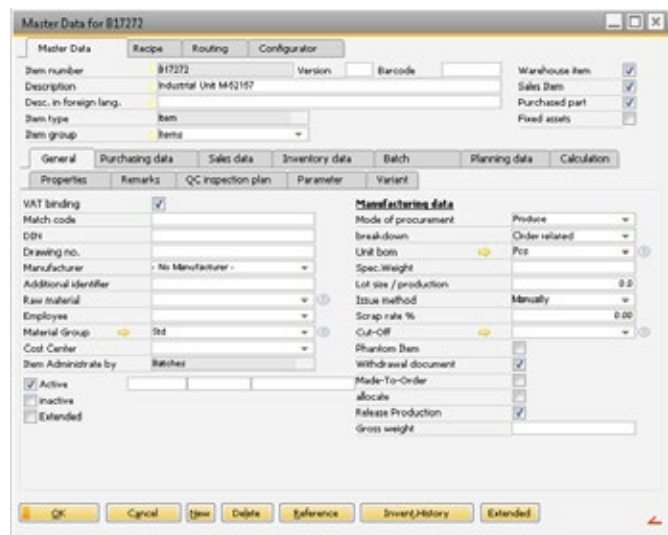 Master Data for B17272
Master Data Recipe Routing Configurator
Item number B17272 Version Barcode Warehouse item
Description Industrial Unit M-52167 Sales Item
Desc. in foreign lang. Purchased part
Item type Item Fixed assets
Item group Items
General Purchasing data Sales data Inventory data Batch Planning data Calculation
Properties Remarks QC inspection plan Parameter Variant
VAT binding Manufacturing data
Match code Mode of procurement Produce
DIN breakdown Order related
Drawing no. Unit bom Pcs
Manufacturer - No Manufacturer - Spec.Weight
Additional identifier Lot size / production 0.0
Raw material Issue method Manually
Employee Scrap rate % 0.00
Material Group Std Cut-Off
Cost Center Phantom Item
Item Administrate by Batches Withdrawal document
Active Made-To-Order
inactive allocate
Extended Release Production
Gross weight
OK Cancel New Delete Reference Invent.History Extended